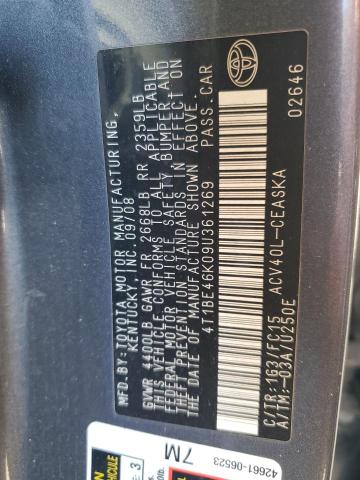 MFD.BY:TOYOTA MOTOR MANUFACTURING,
KENTUCKY, INC. 09/08
GVWR 4400LB GAWR FR 2668LB RR 2359LB
THIS VEHICLE CONFORMS TO ALL APPLICABLE
FEDERAL MOTOR VEHICLE SAFETY, BUMPER AND
THEFT PREVENTION STANDARDS IN EFFECT ON
THE DATE OF MANUFACTURE SHOWN ABOVE.
4T1BE46K09U361269 PASS.CAR
C/TR:1G3/FC15 ACV40L-CEASKA
A/TM:-03A/U250E 02646
42661-06523
7M
3